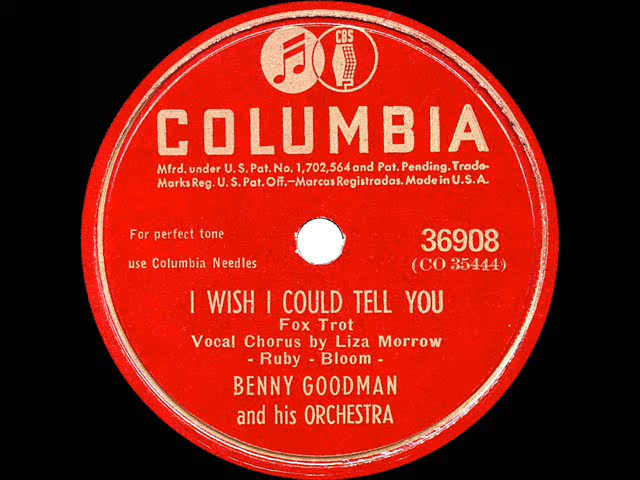 CBS
COLUMBIA
Mfrd. under U.S. Pat. No. 1,702,564 and Pat. Pending. Trade-
Marks Reg. U.S. Pat. Off.—Marcas Registradas. Made in U.S.A.
For perfect tone
use Columbia Needles
36908
(CO 35444)
I WISH I COULD TELL YOU
Fox Trot
Vocal Chorus by Liza Morrow
- Ruby - Bloom -
BENNY GOODMAN
and his ORCHESTRA